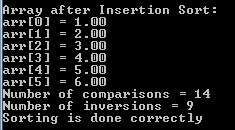 Array after Insertion Sort:
arr[0] = 1.00
arr[1] = 2.00
arr[2] = 3.00
arr[3] = 4.00
arr[4] = 5.00
arr[5] = 6.00
Number of comparisons = 14
Number of inversions = 9
Sorting is done correctly